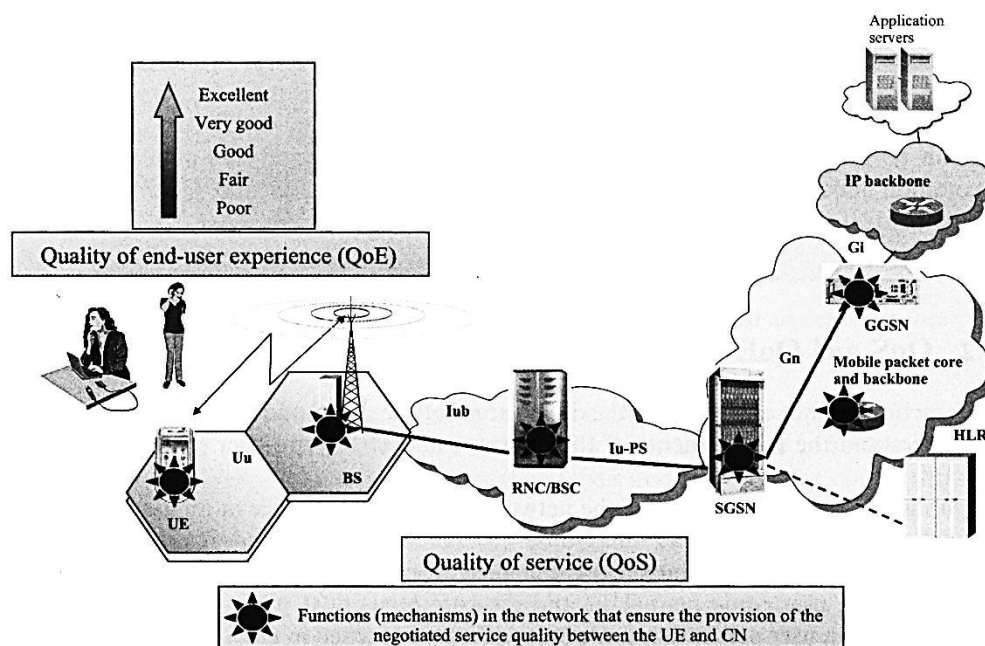 Application
servers
Excellent
Very good
Good
Fair
Poor
IP backbone
Quality of end-user experience (QoE)
Gi
GGSN
Gn
Mobile packet core
and backbone
Iub
Uu
Iu-PS
HLR
BS
RNC/BSC
UE
SGSN
Quality of service (QoS)
Functions (mechanisms) in the network that ensure the provision of the
negotiated service quality between the UE and CN